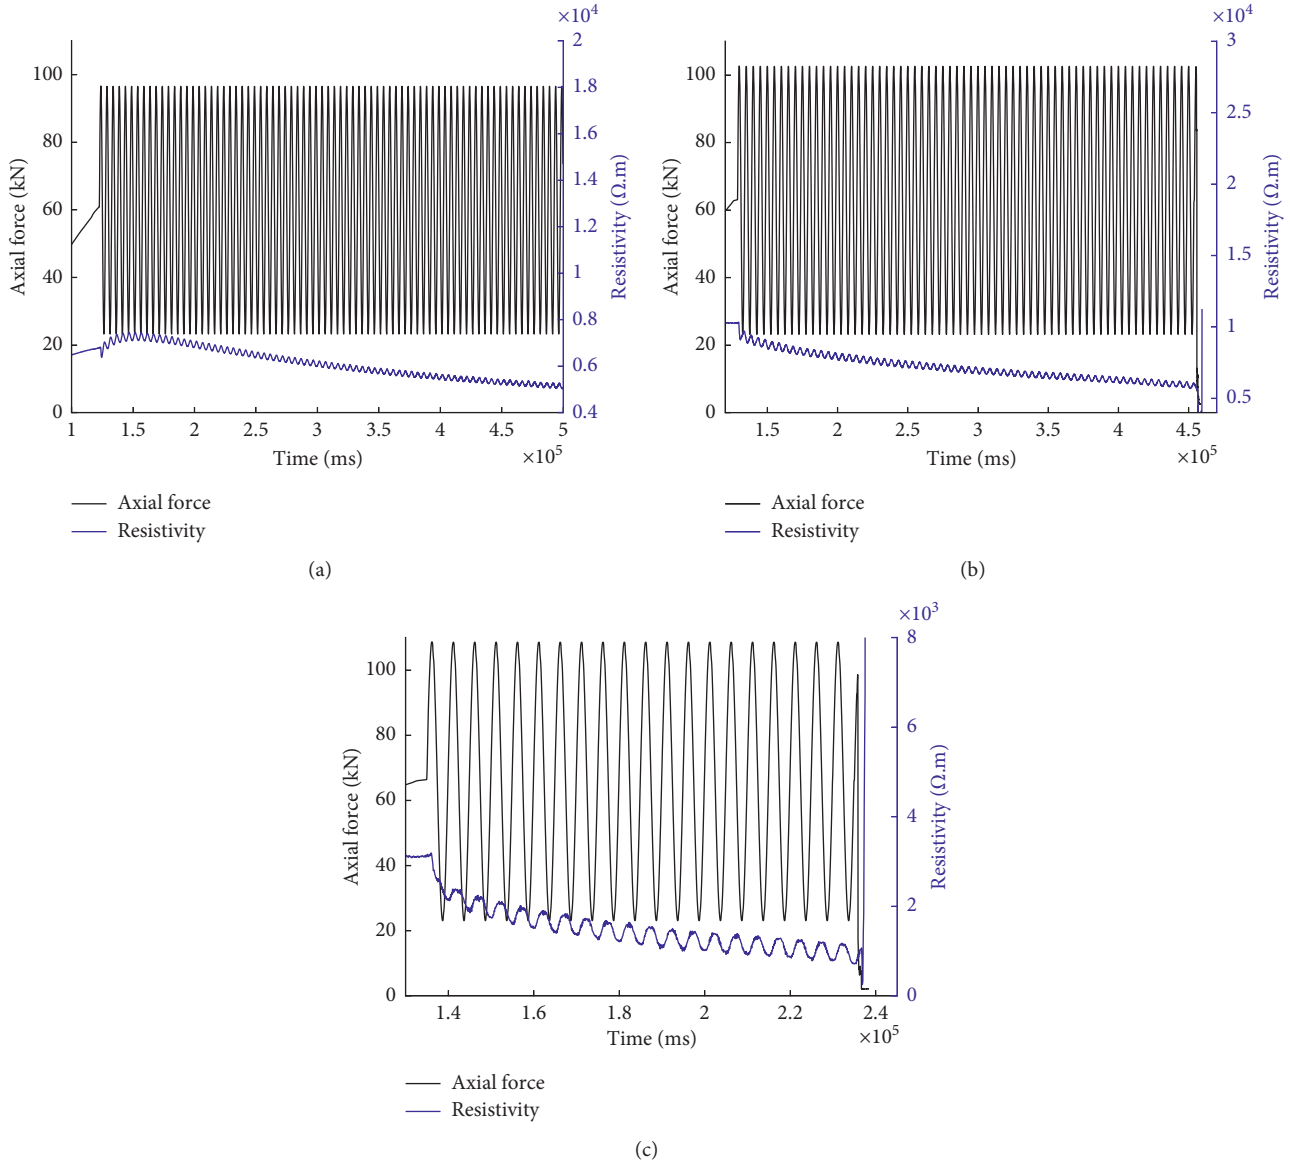 ×10⁴
2
1.8
1.6
1.4
1.2
1
0.8
0.6
0.4
Resistivity (Ω.m)
100
80
60
40
20
0
Axial force (kN)
1 1.5 2 2.5 3 3.5 4 4.5 5
Time (ms) ×10⁵
Axial force
Resistivity
(a)
×10⁴
3
2.5
2
1.5
1
0.5
Resistivity (Ω.m)
100
80
60
40
20
0
Axial force (kN)
1.5 2 2.5 3 3.5 4 4.5
Time (ms) ×10⁵
Axial force
Resistivity
(b)
×10³
8
6
4
2
0
Resistivity (Ω.m)
100
80
60
40
20
0
Axial force (kN)
1.4 1.6 1.8 2 2.2 2.4
Time (ms) ×10⁵
Axial force
Resistivity
(c)